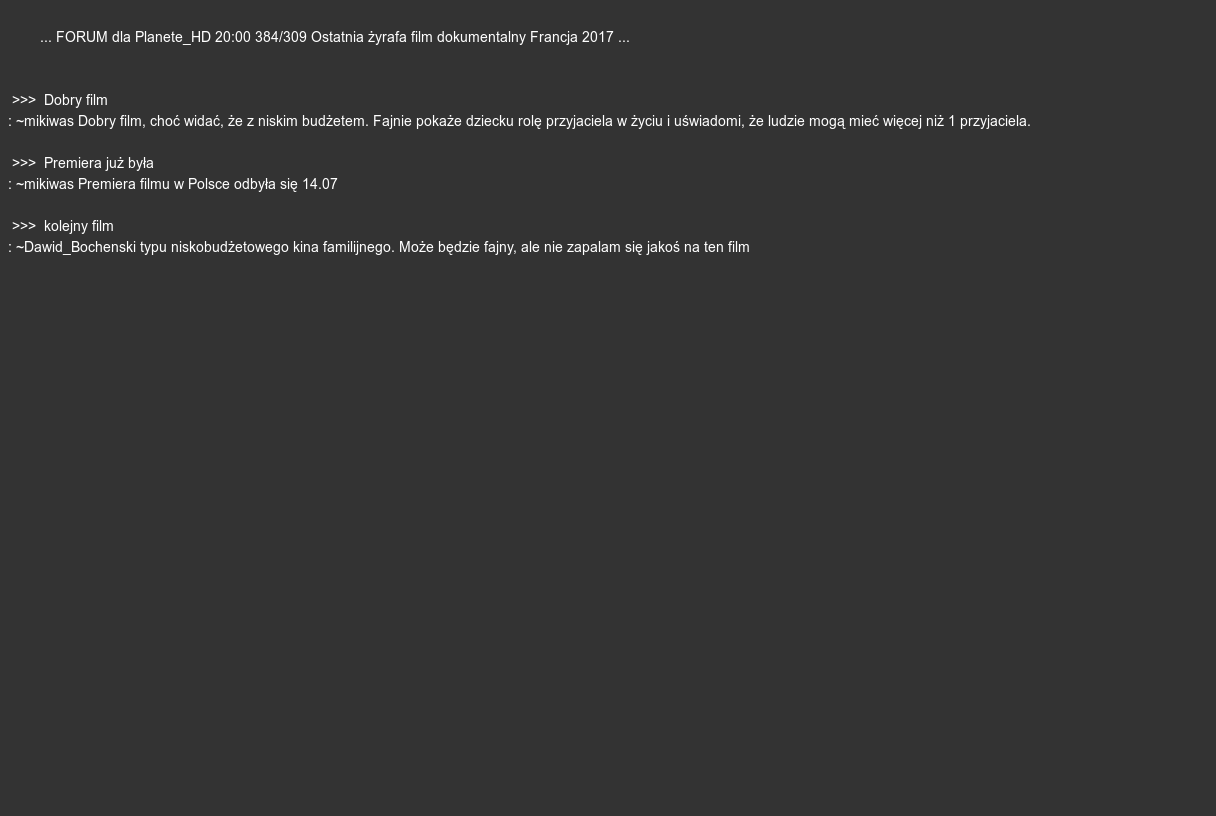 ... FORUM dla Planete_HD 20:00 384/309 Ostatnia żyrafa film dokumentalny Francja 2017 ...
>>> Dobry film
: ~mikiwas Dobry film, choć widać, że z niskim budżetem. Fajnie pokaże dziecku rolę przyjaciela w życiu i uświadomi, że ludzie mogą mieć więcej niż 1 przyjaciela.
>>> Premiera już była
: ~mikiwas Premiera filmu w Polsce odbyła się 14.07
>>> kolejny film
: ~Dawid_Bochenski typu niskobudżetowego kina familijnego. Może będzie fajny, ale nie zapalam się jakoś na ten film